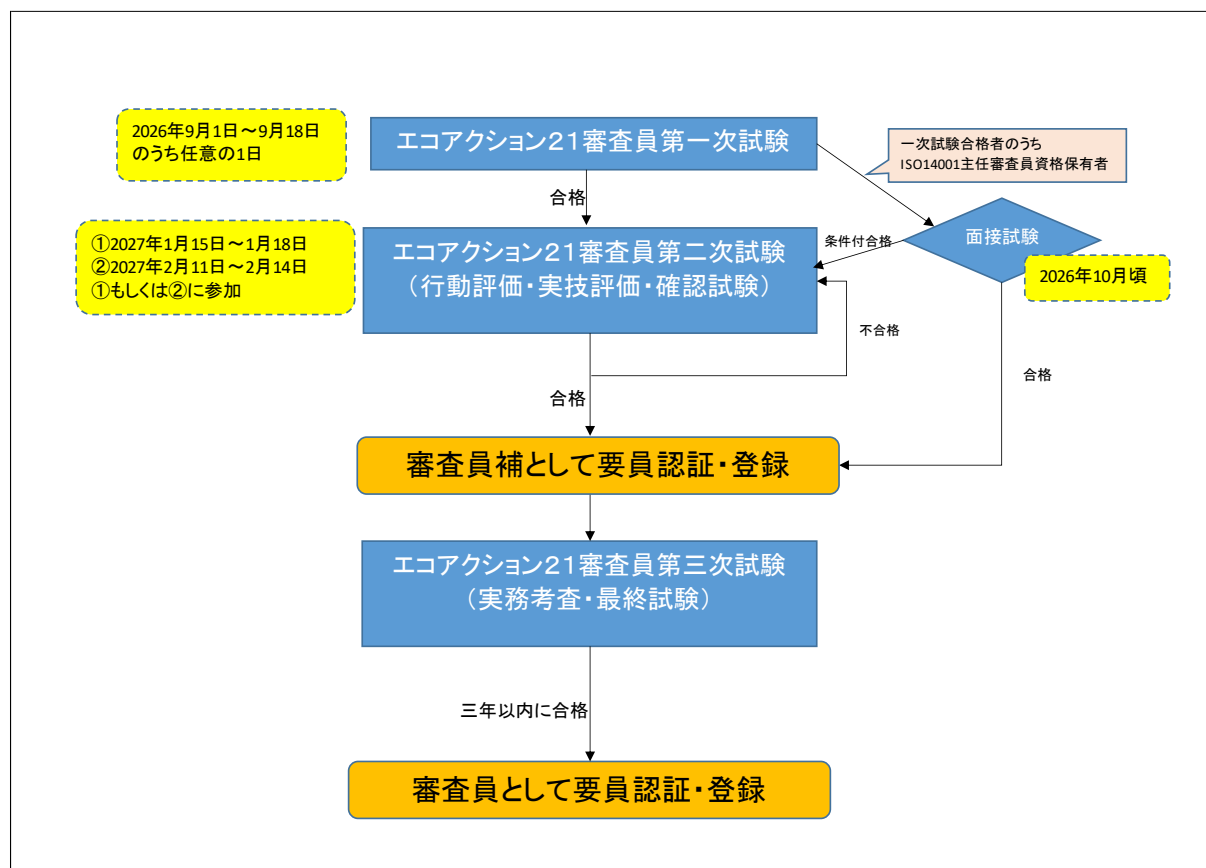 2026年9月1日～9月18日
のうち任意の1日
エコアクション２１審査員第一次試験
一次試験合格者のうち
ISO14001主任審査員資格保有者
合格
①2027年1月15日～1月18日
②2027年2月11日～2月14日
①もしくは②に参加
エコアクション２１審査員第二次試験
（行動評価・実技評価・確認試験）
条件付合格
面接試験
2026年10月頃
不合格
合格
合格
審査員補として要員認証・登録
エコアクション２１審査員第三次試験
（実務考査・最終試験）
三年以内に合格
審査員として要員認証・登録